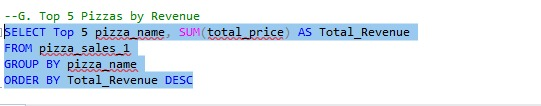 --G. Top 5 Pizzas by Revenue
SELECT Top 5 pizza_name, SUM(total_price) AS Total_Revenue
FROM pizza_sales_1
GROUP BY pizza_name
ORDER BY Total_Revenue DESC